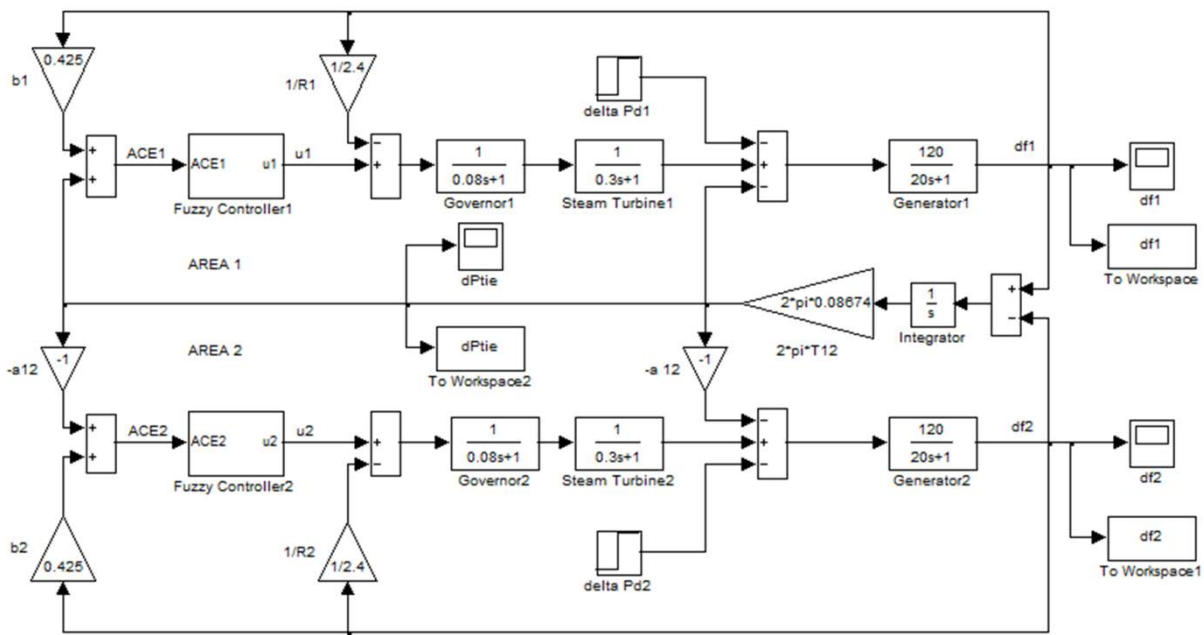 0.425
b1
1/2.4
1/R1
delta Pd1
+
+
ACE1
ACE1
u1
Fuzzy Controller1
u1
−
+
1
0.08s+1
Governor1
1
0.3s+1
Steam Turbine1
−
+
−
120
20s+1
Generator1
df1
df1
df1
To Workspace
AREA 1
dPtie
2*pi*0.08674
2*pi*T12
1
s
Integrator
+
−
AREA 2
dPtie
To Workspace2
-1
-a12
-1
-a 12
+
+
ACE2
ACE2
u2
Fuzzy Controller2
u2
+
−
1
0.08s+1
Governor2
1
0.3s+1
Steam Turbine2
−
+
−
120
20s+1
Generator2
df2
df2
df2
To Workspace1
b2
0.425
1/R2
1/2.4
delta Pd2